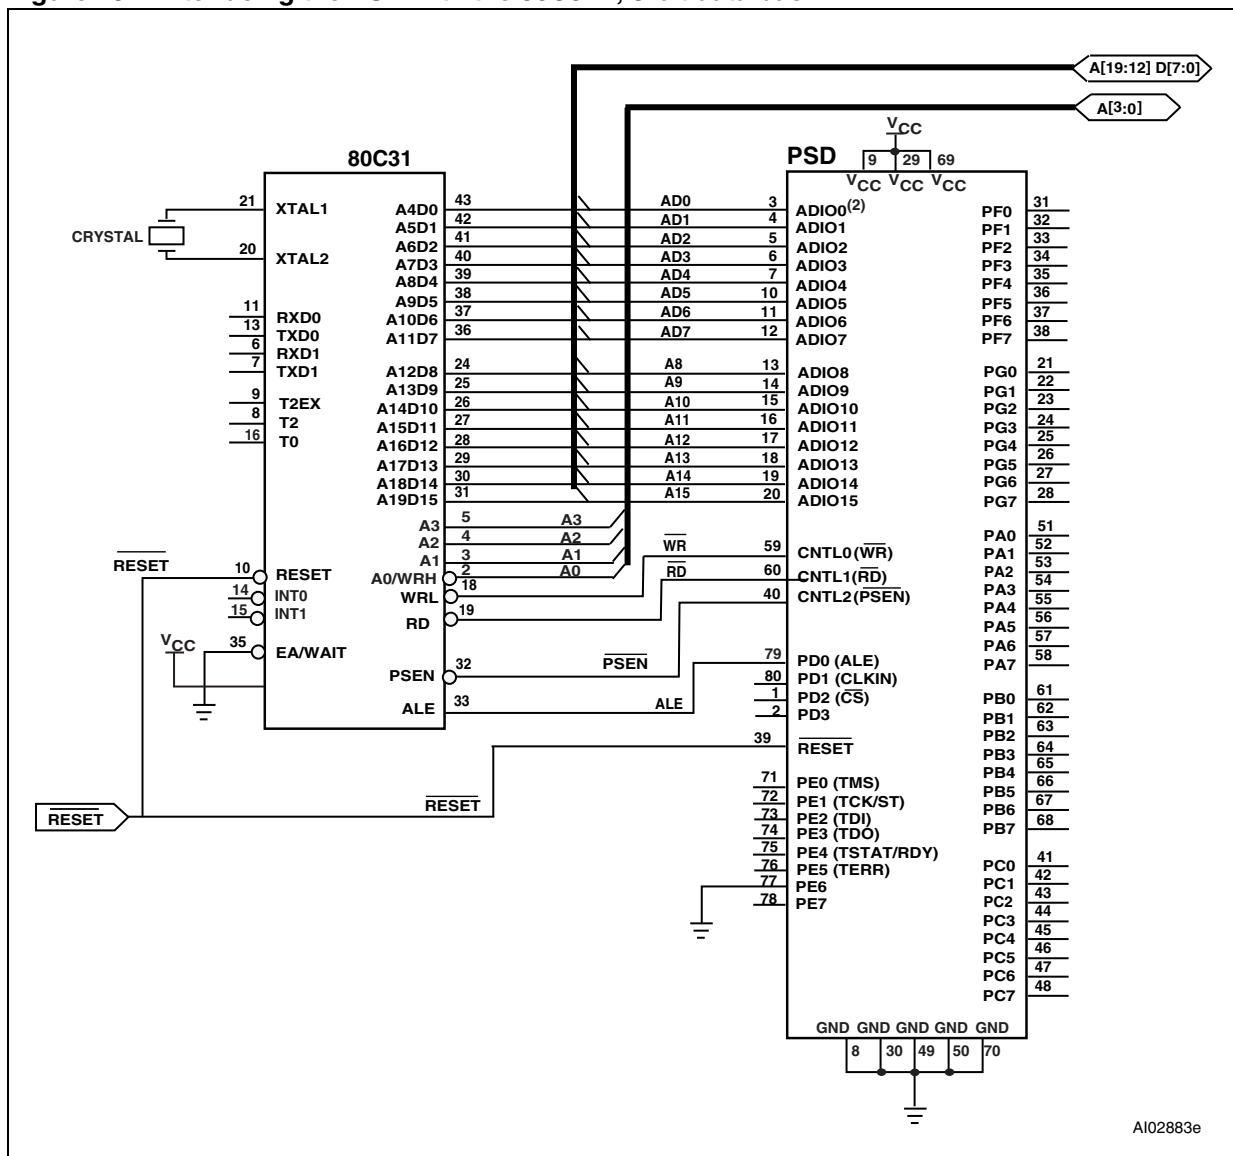 A[19:12] D[7:0]
A[3:0]
VCC
80C31
PSD
9 29 69
VCC VCC VCC
CRYSTAL
21 XTAL1
20 XTAL2
11 RXD0
13 TXD0
6 RXD1
7 TXD1
9 T2EX
8 T2
16 T0
RESET
10 RESET
14 INT0
15 INT1
VCC
35 EA/WAIT
A4D0 43 AD0 3 ADIO0(2)
A5D1 42 AD1 4 ADIO1
A6D2 41 AD2 5 ADIO2
A7D3 40 AD3 6 ADIO3
A8D4 39 AD4 7 ADIO4
A9D5 38 AD5 10 ADIO5
A10D6 37 AD6 11 ADIO6
A11D7 36 AD7 12 ADIO7
A12D8 24 A8 13 ADIO8
A13D9 25 A9 14 ADIO9
A14D10 26 A10 15 ADIO10
A15D11 27 A11 16 ADIO11
A16D12 28 A12 17 ADIO12
A17D13 29 A13 18 ADIO13
A18D14 30 A14 19 ADIO14
A19D15 31 A15 20 ADIO15
A3 5 A3
A2 4 A2
A1 3 A1
A0/WRH 2 A0
WRL 18 WR 59 CNTL0 (WR)
RD 19 RD 60 CNTL1(RD)
PSEN 32 PSEN 40 CNTL2(PSEN)
ALE 33 ALE 79 PD0 (ALE)
80 PD1 (CLKIN)
1 PD2 (CS)
2 PD3
RESET RESET 39 RESET
71 PE0 (TMS)
72 PE1 (TCK/ST)
73 PE2 (TDI)
74 PE3 (TDO)
75 PE4 (TSTAT/RDY)
76 PE5 (TERR)
77 PE6
78 PE7
PF0 31
PF1 32
PF2 33
PF3 34
PF4 35
PF5 36
PF6 37
PF7 38
PG0 21
PG1 22
PG2 23
PG3 24
PG4 25
PG5 26
PG6 27
PG7 28
PA0 51
PA1 52
PA2 53
PA3 54
PA4 55
PA5 56
PA6 57
PA7 58
PB0 61
PB1 62
PB2 63
PB3 64
PB4 65
PB5 66
PB6 67
PB7 68
PC0 41
PC1 42
PC2 43
PC3 44
PC4 45
PC5 46
PC6 47
PC7 48
GND GND GND GND GND
8 30 49 50 70
AI02883e